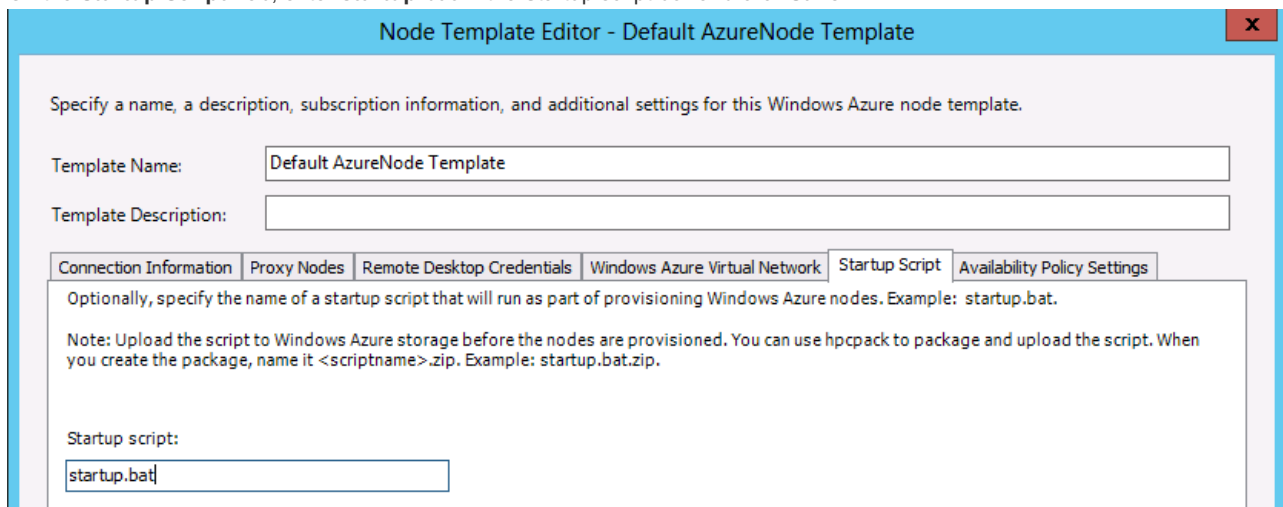 Node Template Editor - Default AzureNode Template
x
Specify a name, a description, subscription information, and additional settings for this Windows Azure node template.
Template Name:
Default AzureNode Template
Template Description:
Connection Information
Proxy Nodes
Remote Desktop Credentials
Windows Azure Virtual Network
Startup Script
Availability Policy Settings
Optionally, specify the name of a startup script that will run as part of provisioning Windows Azure nodes. Example: startup.bat.
Note: Upload the script to Windows Azure storage before the nodes are provisioned. You can use hpcpack to package and upload the script. When
you create the package, name it <scriptname>.zip. Example: startup.bat.zip.
Startup script:
startup.bat